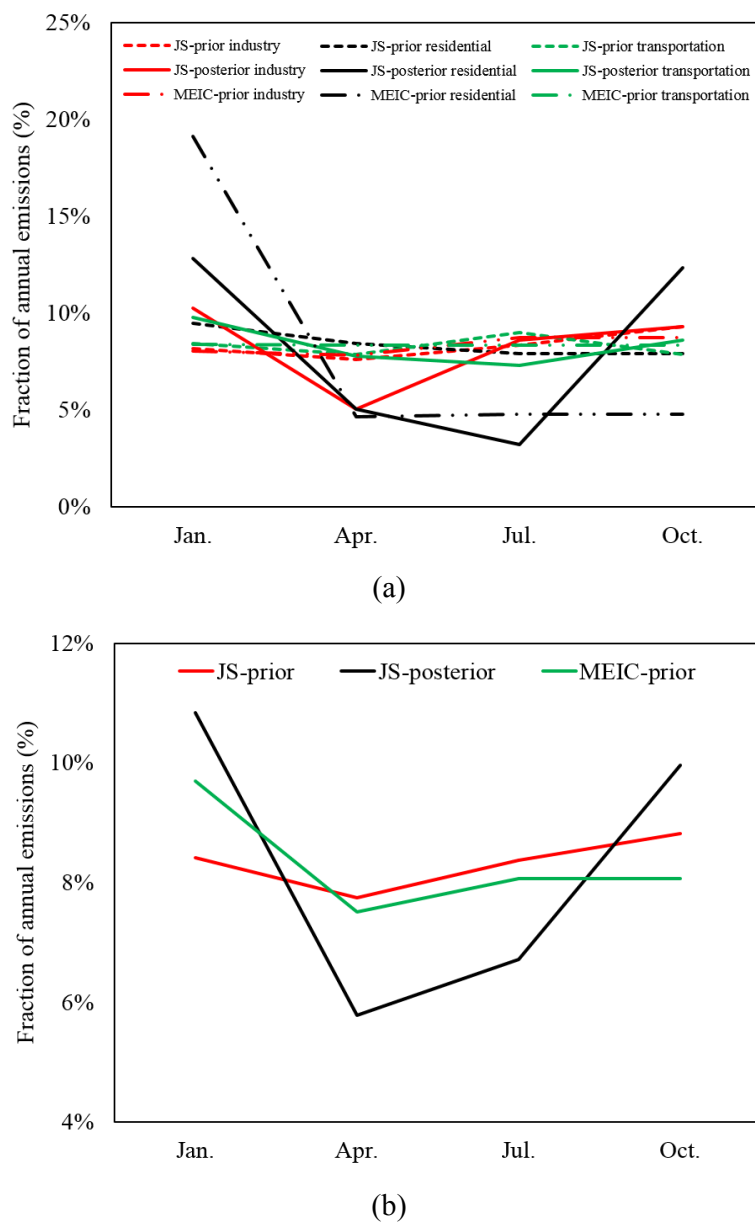 25%
JS-prior industry JS-prior residential JS-prior transportation
JS-posterior industry JS-posterior residential JS-posterior transportation
MEIC-prior industry MEIC-prior residential MEIC-prior transportation
20%
15%
10%
5%
0%
Fraction of annual emissions (%)
Jan. Apr. Jul. Oct.
(a)
12%
JS-prior JS-posterior MEIC-prior
10%
8%
6%
4%
Fraction of annual emissions (%)
Jan. Apr. Jul. Oct.
(b)